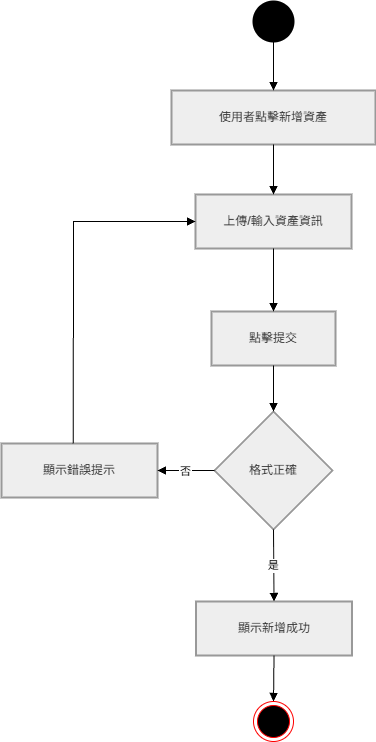 使用者點擊新增資產
上傳/輸入資產資訊
點擊提交
格式正確
否
顯示錯誤提示
是
顯示新增成功